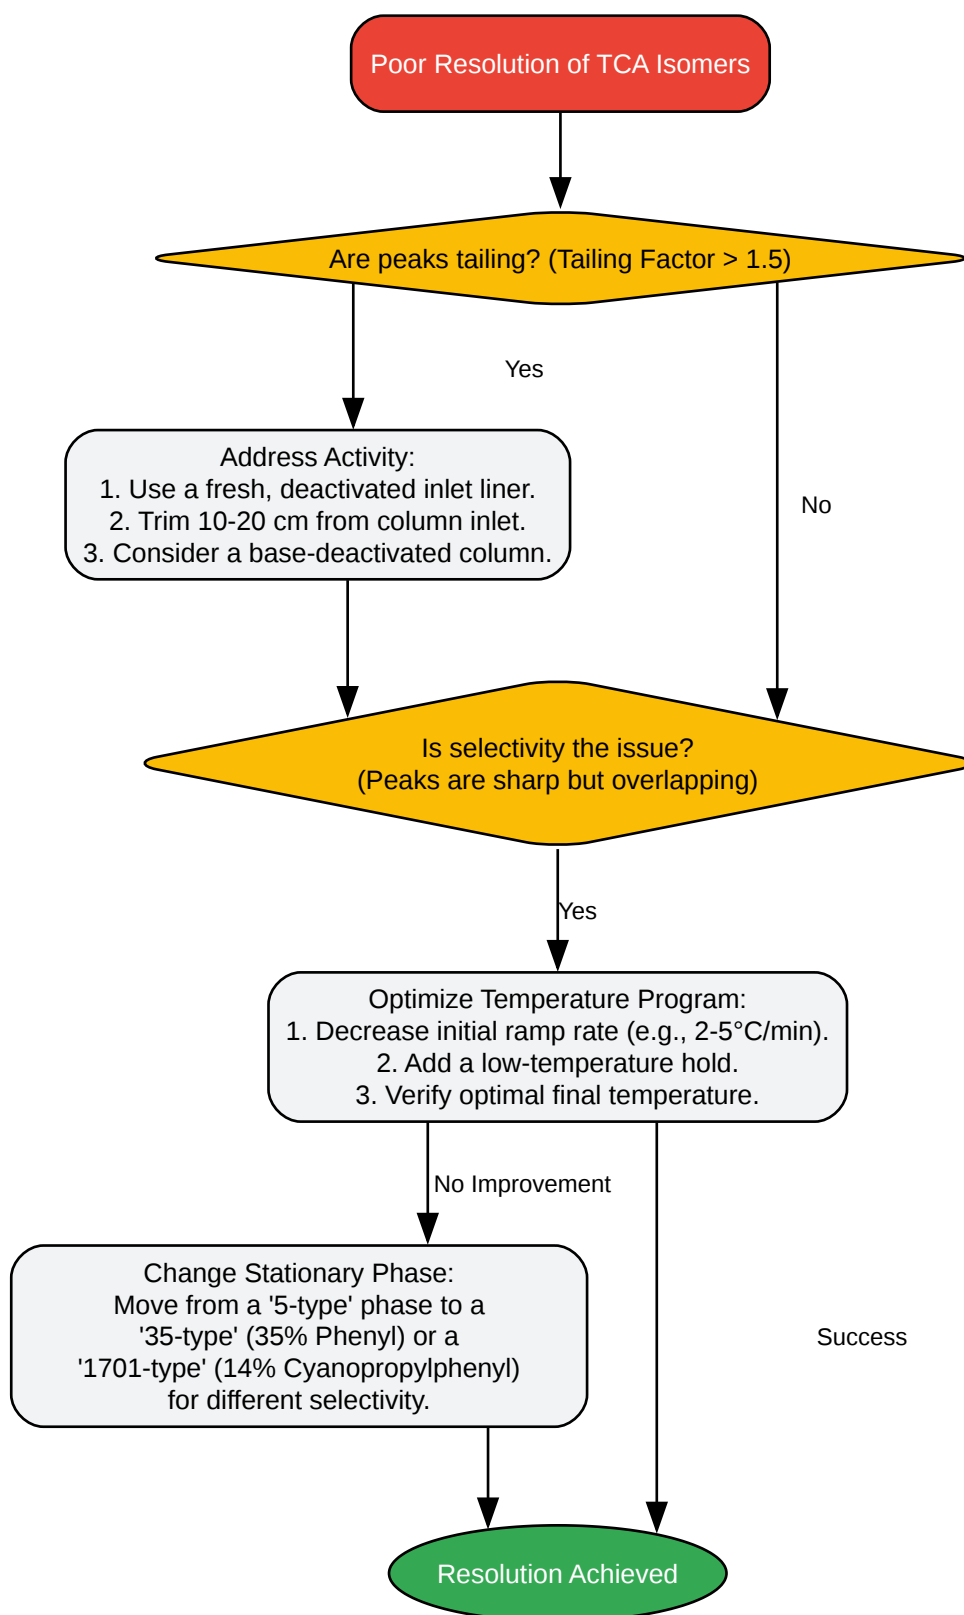 Poor Resolution of TCA Isomers
Are peaks tailing? (Tailing Factor > 1.5)
Yes
Address Activity:
1. Use a fresh, deactivated inlet liner.
2. Trim 10-20 cm from column inlet.
3. Consider a base-deactivated column.
No
Is selectivity the issue?
(Peaks are sharp but overlapping)
Yes
Optimize Temperature Program:
1. Decrease initial ramp rate (e.g., 2-5°C/min).
2. Add a low-temperature hold.
3. Verify optimal final temperature.
No Improvement
Change Stationary Phase:
Move from a '5-type' phase to a
'35-type' (35% Phenyl) or a
'1701-type' (14% Cyanopropylphenyl)
for different selectivity.
Success
Resolution Achieved